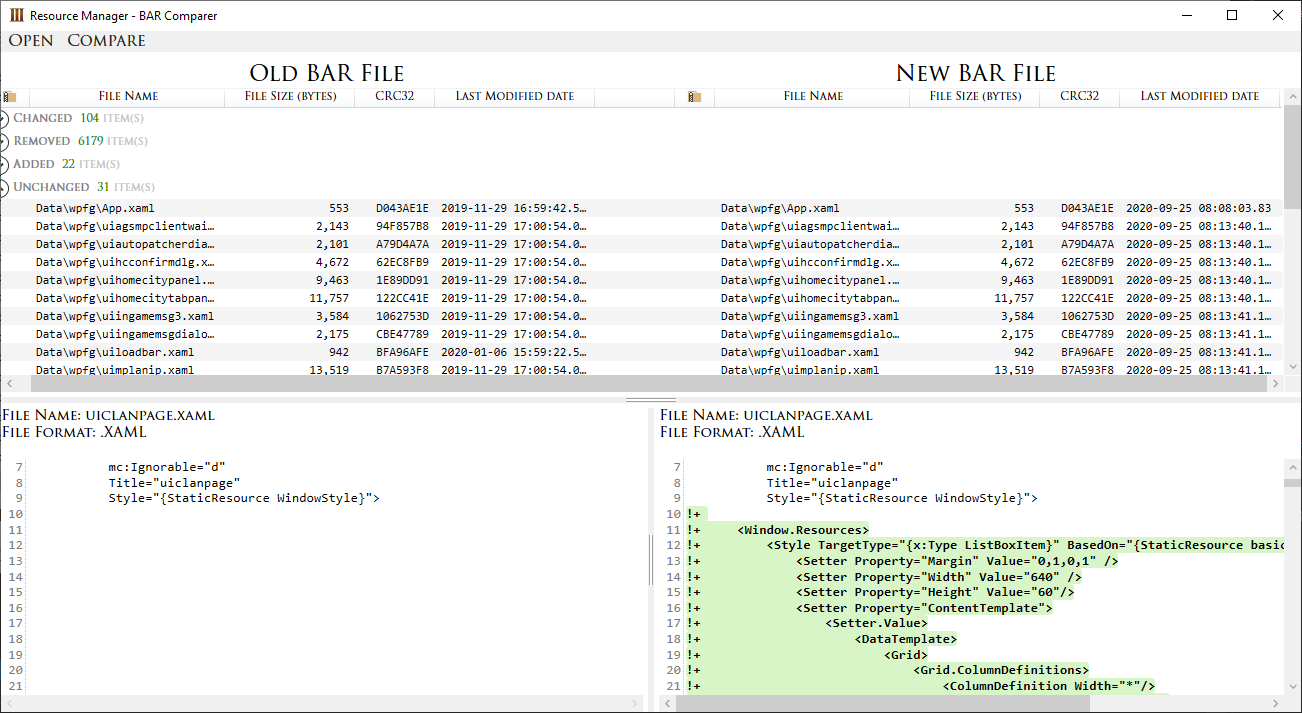 Resource Manager - BAR Comparer
Open Compare
Old BAR File New BAR File
File Name File Size (bytes) CRC32 Last Modified Date File Name File Size (bytes) CRC32 Last Modified Date
Changed 104 item(s)
Removed 6179 item(s)
Added 22 item(s)
Unchanged 31 item(s)
Data\wpfg\App.xaml 553 D043AE1E 2019-11-29 16:59:42.5… Data\wpfg\App.xaml 553 D043AE1E 2020-09-25 08:08:03.83
Data\wpfg\uiagsmpclientwai… 2,143 94F857B8 2019-11-29 17:00:54.0… Data\wpfg\uiagsmpclientwai… 2,143 94F857B8 2020-09-25 08:13:40.1…
Data\wpfg\uiautopatcherdia… 2,101 A79D4A7A 2019-11-29 17:00:54.0… Data\wpfg\uiautopatcherdia… 2,101 A79D4A7A 2020-09-25 08:13:40.1…
Data\wpfg\uihcconfirmdlg.x… 4,672 62EC8FB9 2019-11-29 17:00:54.0… Data\wpfg\uihcconfirmdlg.x… 4,672 62EC8FB9 2020-09-25 08:13:40.1…
Data\wpfg\uihomecitypanel.… 9,463 1E89DD91 2019-11-29 17:00:54.0… Data\wpfg\uihomecitypanel.… 9,463 1E89DD91 2020-09-25 08:13:40.1…
Data\wpfg\uihomecitytabpan… 11,757 122CC41E 2019-11-29 17:00:54.0… Data\wpfg\uihomecitytabpan… 11,757 122CC41E 2020-09-25 08:13:40.1…
Data\wpfg\uiingamemsg3.xaml 3,584 1062753D 2019-11-29 17:00:54.0… Data\wpfg\uiingamemsg3.xaml 3,584 1062753D 2020-09-25 08:13:41.1…
Data\wpfg\uiingamemsgdialo… 2,175 CBE47789 2019-11-29 17:00:54.0… Data\wpfg\uiingamemsgdialo… 2,175 CBE47789 2020-09-25 08:13:41.1…
Data\wpfg\uiloadbar.xaml 942 BFA96AFE 2020-01-06 15:59:22.5… Data\wpfg\uiloadbar.xaml 942 BFA96AFE 2020-09-25 08:13:41.1…
Data\wpfg\uimplanip.xaml 13,519 B7A593F8 2019-11-29 17:00:54.0… Data\wpfg\uimplanip.xaml 13,519 B7A593F8 2020-09-25 08:13:41.1…
File Name: uiclanpage.xaml
File Format: .XAML
7 mc:Ignorable="d"
8 Title="uiclanpage"
9 Style="{StaticResource WindowStyle}">
10
11
12
13
14
15
16
17
18
19
20
21
File Name: uiclanpage.xaml
File Format: .XAML
7 mc:Ignorable="d"
8 Title="uiclanpage"
9 Style="{StaticResource WindowStyle}">
10 !+
11 !+ <Window.Resources>
12 !+ <Style TargetType="{x:Type ListBoxItem}" BasedOn="{StaticResource basic
13 !+ <Setter Property="Margin" Value="0,1,0,1" />
14 !+ <Setter Property="Width" Value="640" />
15 !+ <Setter Property="Height" Value="60"/>
16 !+ <Setter Property="ContentTemplate">
17 !+ <Setter.Value>
18 !+ <DataTemplate>
19 !+ <Grid>
20 !+ <Grid.ColumnDefinitions>
21 !+ <ColumnDefinition Width="*"/>